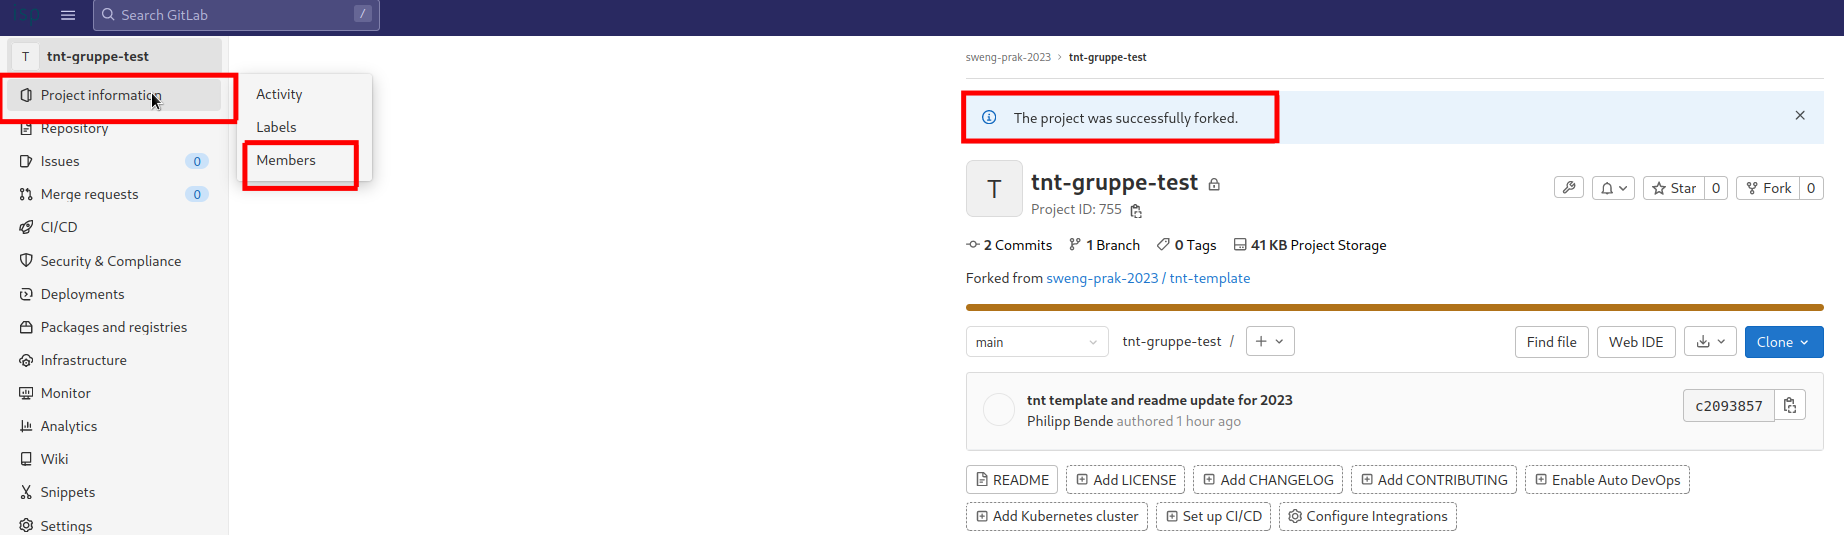 isp
Search GitLab /
T tnt-gruppe-test
Project information
Repository
Issues 0
Merge requests 0
CI/CD
Security & Compliance
Deployments
Packages and registries
Infrastructure
Monitor
Analytics
Wiki
Snippets
Settings
Activity
Labels
Members
sweng-prak-2023 › tnt-gruppe-test
The project was successfully forked.
T
tnt-gruppe-test
Project ID: 755
Star 0 Fork 0
2 Commits 1 Branch 0 Tags 41 KB Project Storage
Forked from sweng-prak-2023 / tnt-template
main tnt-gruppe-test / + Find file Web IDE Clone
tnt template and readme update for 2023
Philipp Bende authored 1 hour ago
c2093857
README Add LICENSE Add CHANGELOG Add CONTRIBUTING Enable Auto DevOps
Add Kubernetes cluster Set up CI/CD Configure Integrations